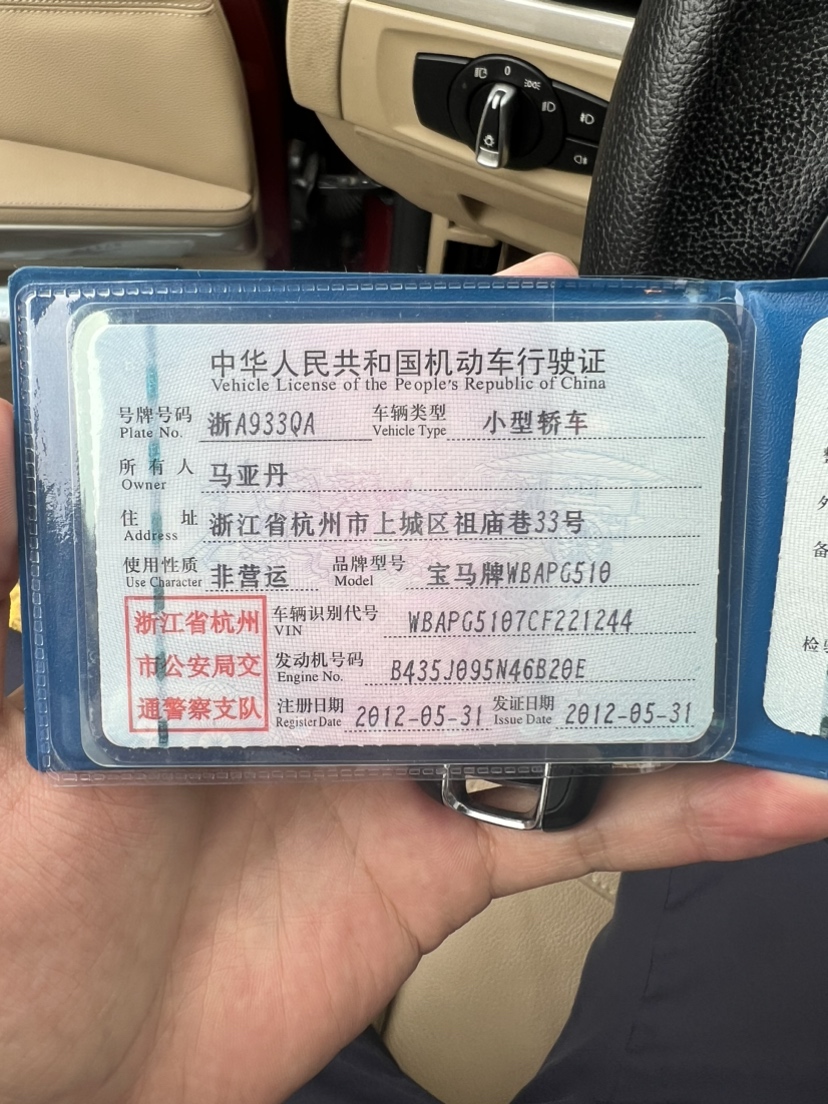 中华人民共和国机动车行驶证
Vehicle License of the People's Republic of China
号牌号码 浙A933QA 车辆类型 小型轿车
Plate No. Vehicle Type
所有人 马亚丹
Owner
住址 浙江省杭州市上城区祖庙巷33号
Address
使用性质 非营运 品牌型号 宝马牌WBAPG510
Use Character Model
浙江省杭州
市公安局交
通警察支队
车辆识别代号 WBAPG5107CF221244
VIN
发动机号码 B435J095N46B20E
Engine No.
注册日期 2012-05-31 发证日期 2012-05-31
Register Date Issue Date
外
备
检验
0